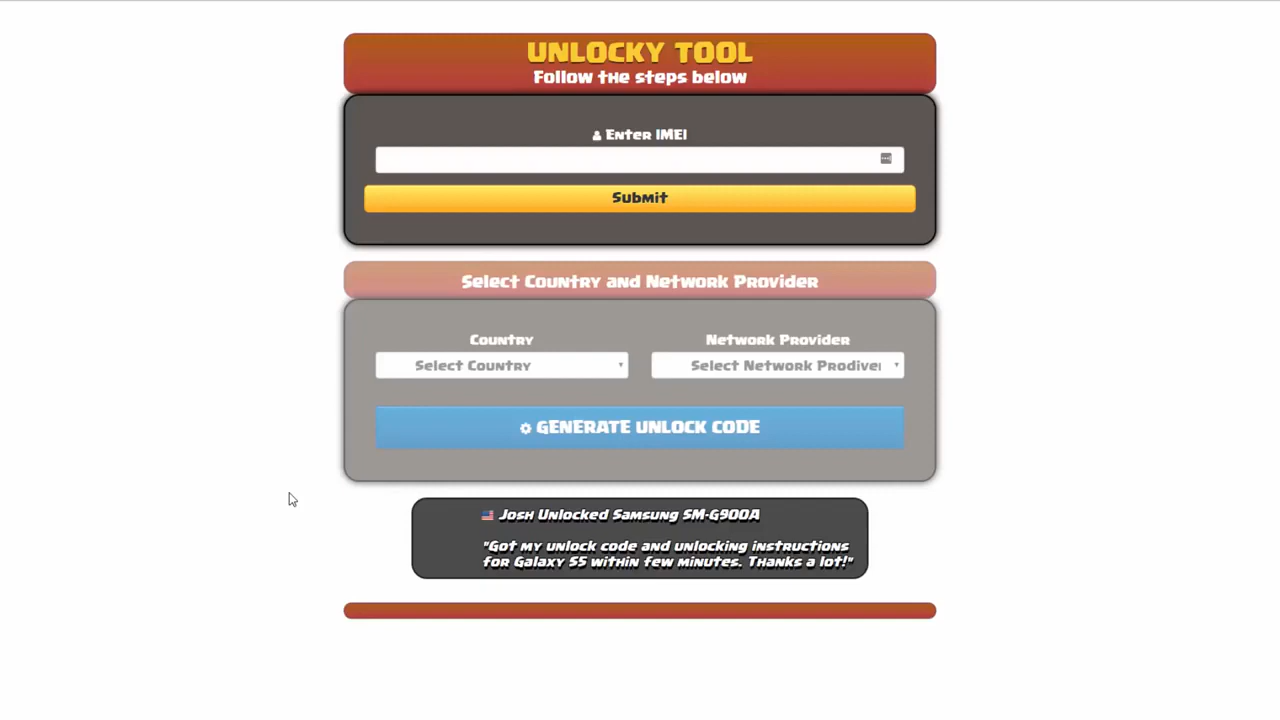 UNLOCKY TOOL
Follow the steps below
Enter IMEI
Submit
Select Country and Network Provider
Country
Network Provider
Select Country
Select Network Prodiver
GENERATE UNLOCK CODE
Josh Unlocked Samsung SM-G900A
"Got my unlock code and unlocking instructions
for Galaxy S5 within few minutes. Thanks a lot!"